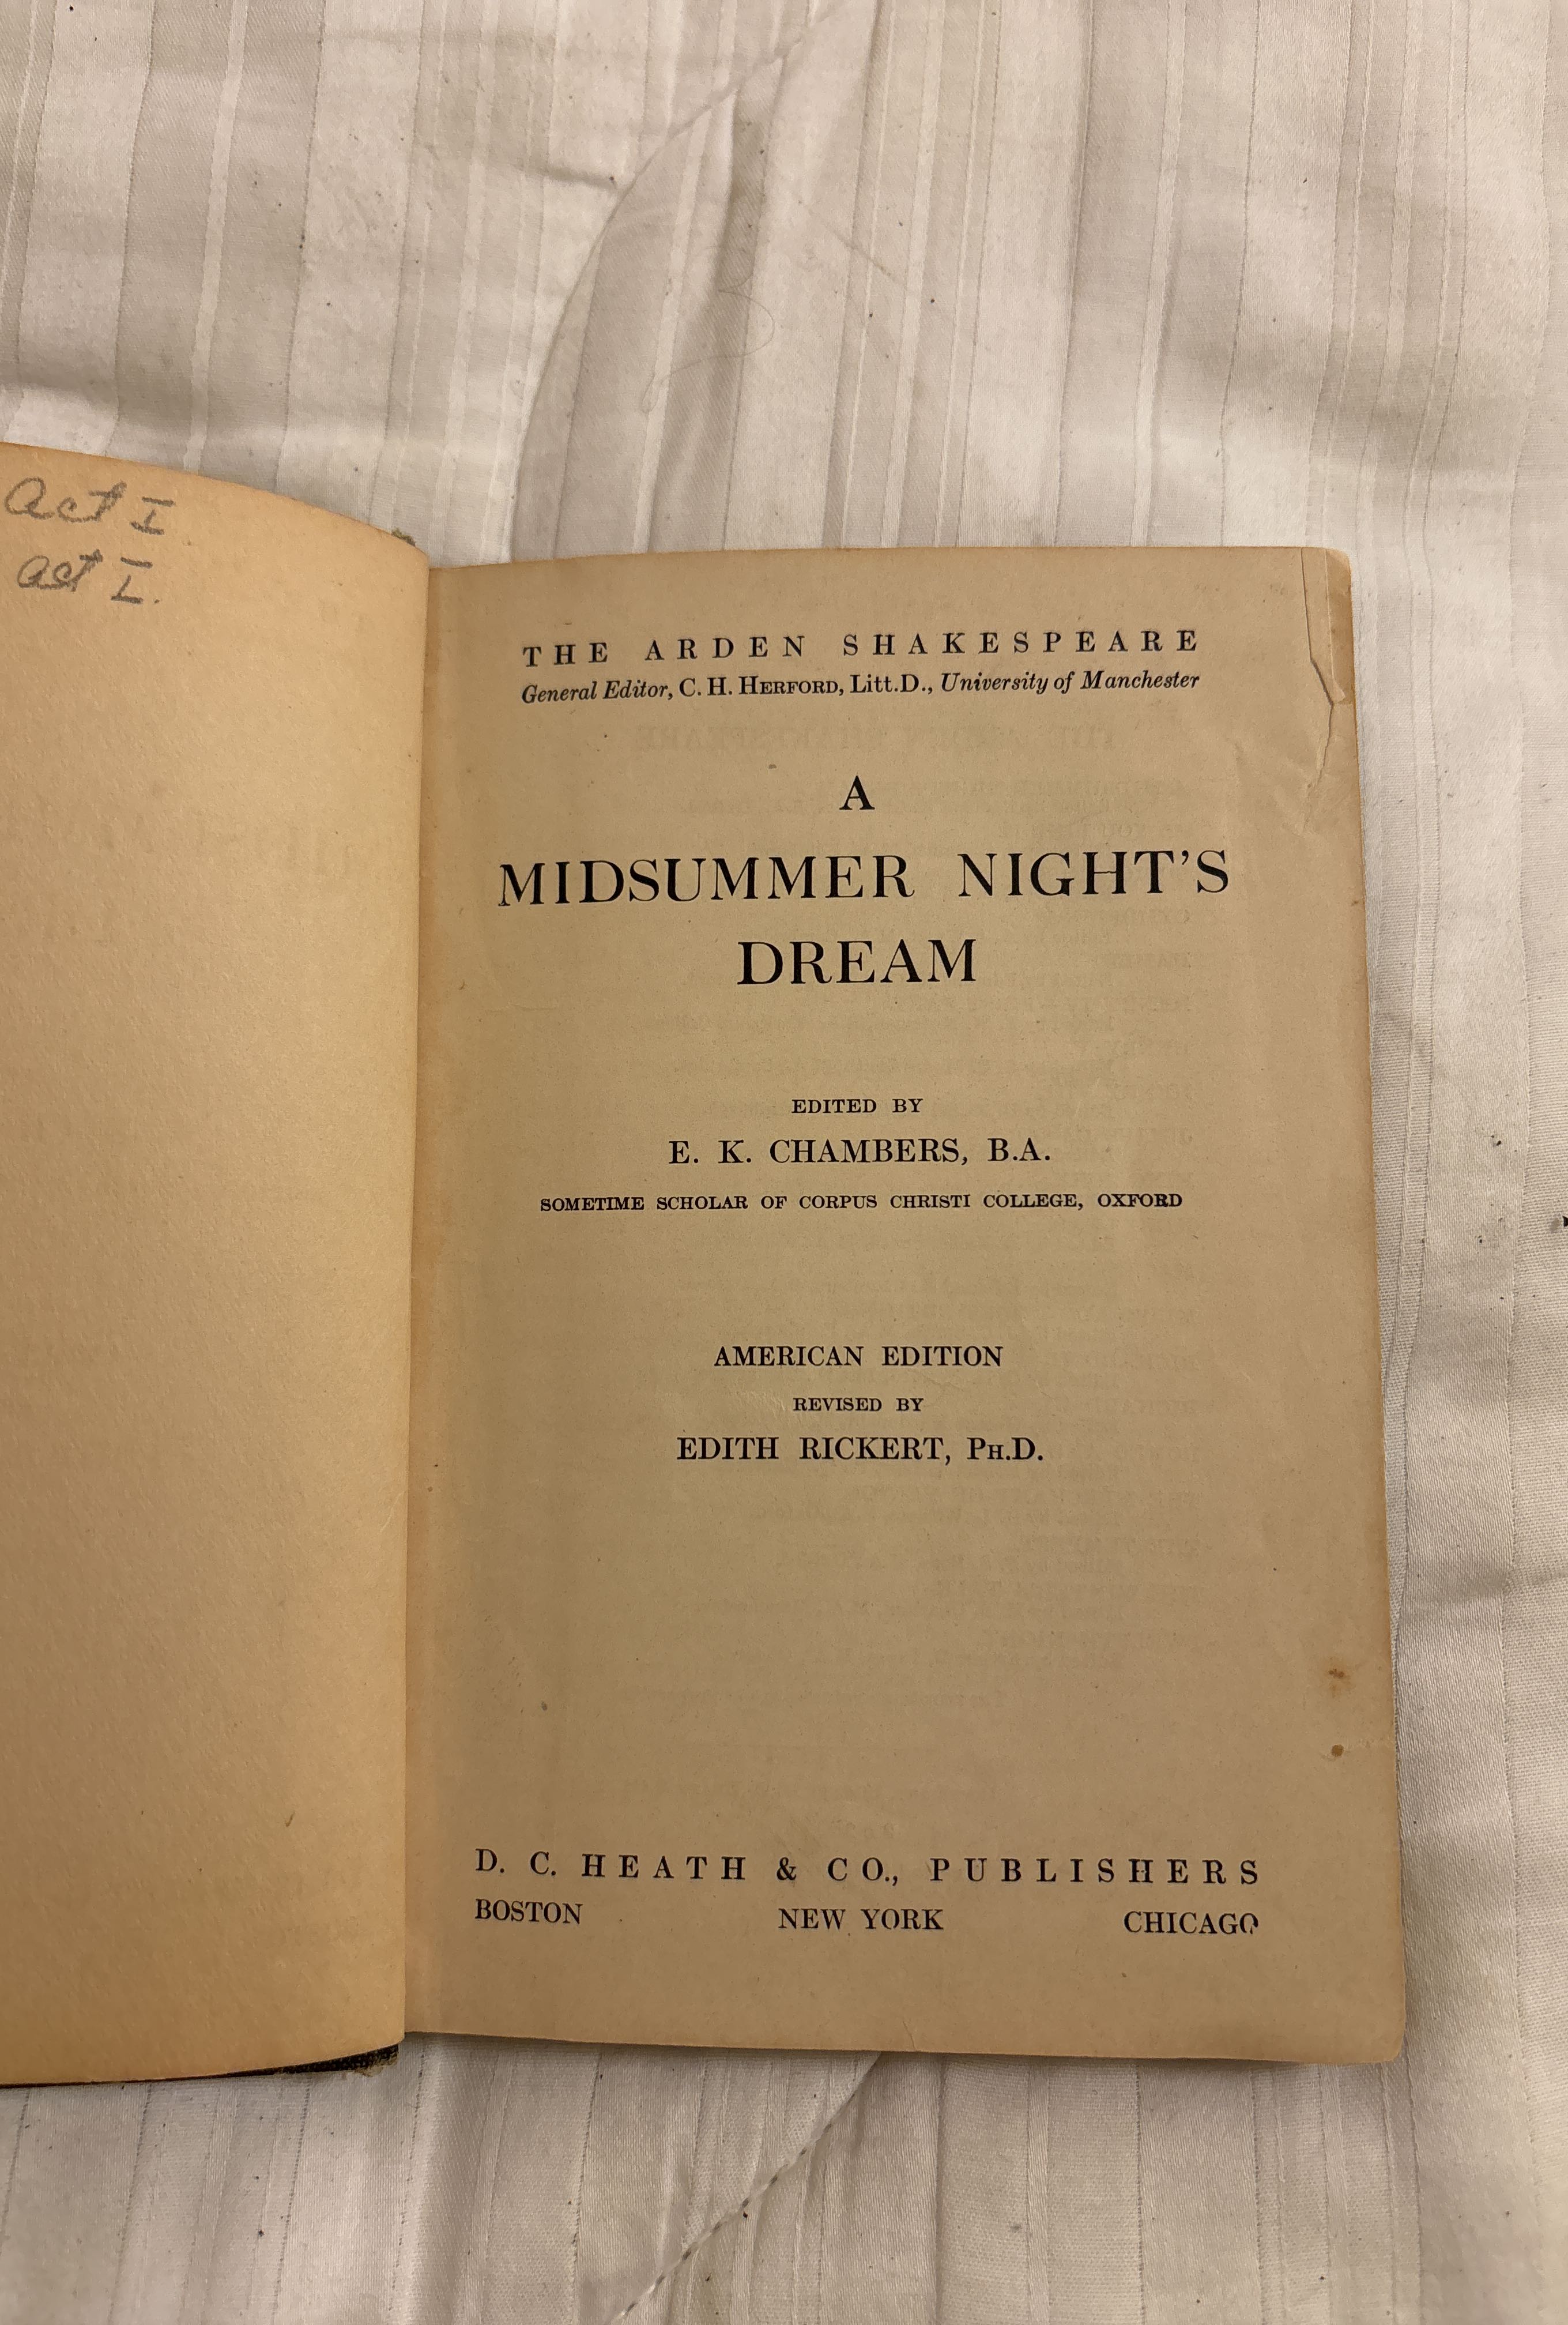 Act I
Act I.
THE ARDEN SHAKESPEARE
General Editor, C. H. HERFORD, Litt.D., University of Manchester
A
MIDSUMMER NIGHT'S
DREAM
EDITED BY
E. K. CHAMBERS, B.A.
SOMETIME SCHOLAR OF CORPUS CHRISTI COLLEGE, OXFORD
AMERICAN EDITION
REVISED BY
EDITH RICKERT, PH.D.
D. C. HEATH & CO., PUBLISHERS
BOSTON NEW YORK CHICAGO